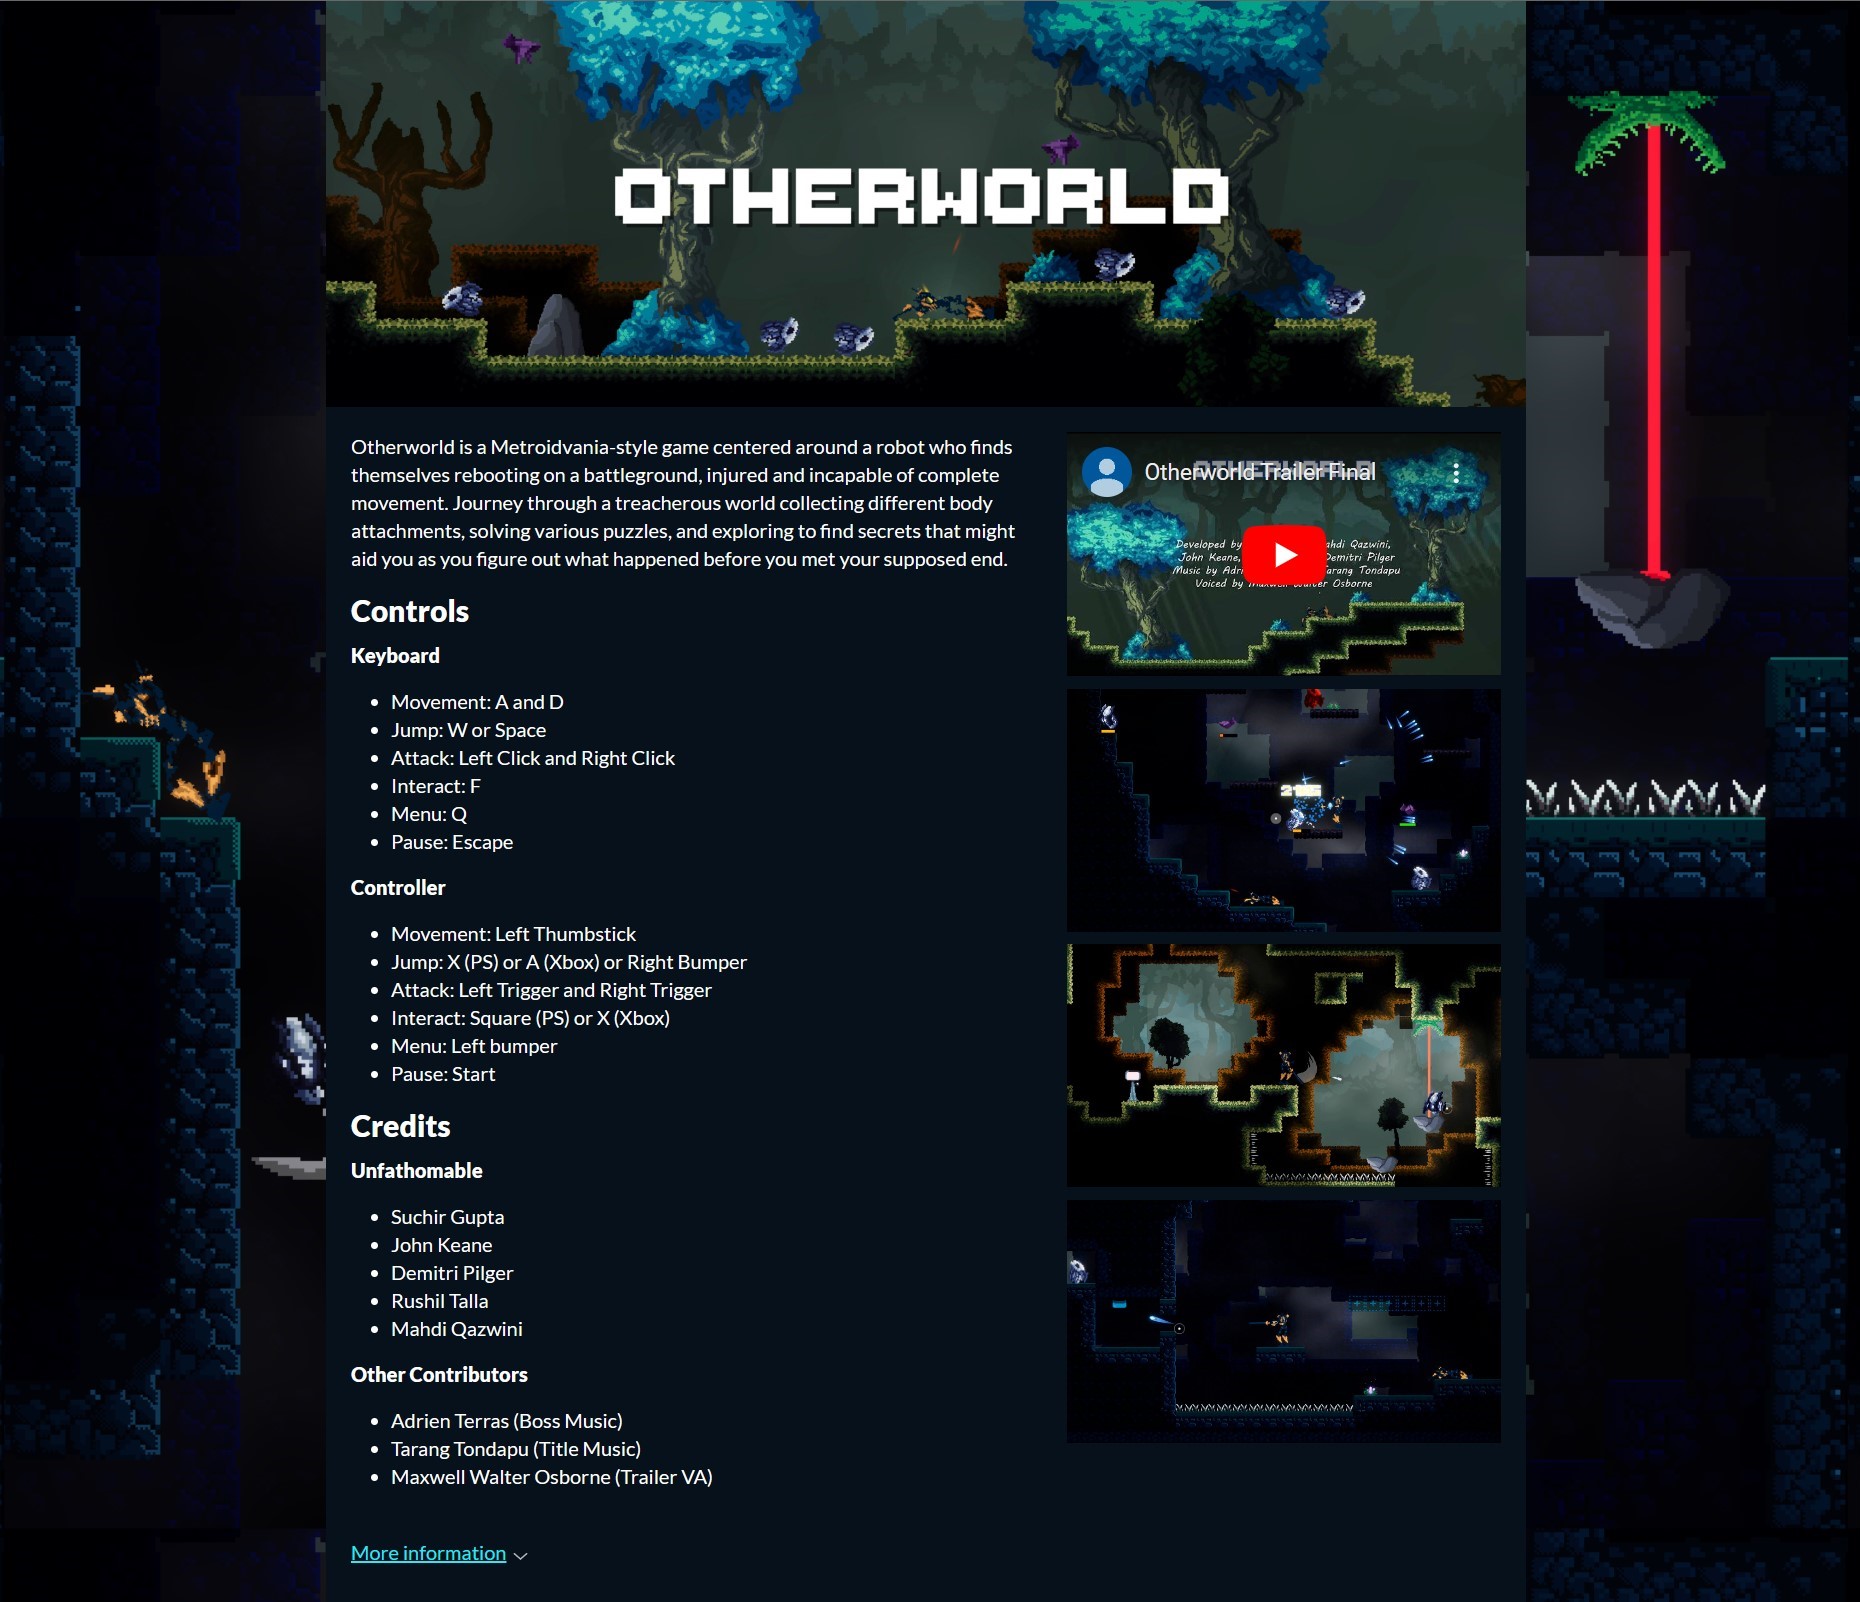 OTHERWORLD
Otherworld is a Metroidvania-style game centered around a robot who finds
themselves rebooting on a battleground, injured and incapable of complete
movement. Journey through a treacherous world collecting different body
attachments, solving various puzzles, and exploring to find secrets that might
aid you as you figure out what happened before you met your supposed end.
Controls
Keyboard
Movement: A and D
Jump: W or Space
Attack: Left Click and Right Click
Interact: F
Menu: Q
Pause: Escape
Controller
Movement: Left Thumbstick
Jump: X (PS) or A (Xbox) or Right Bumper
Attack: Left Trigger and Right Trigger
Interact: Square (PS) or X (Xbox)
Menu: Left bumper
Pause: Start
Credits
Unfathomable
Suchir Gupta
John Keane
Demitri Pilger
Rushil Talla
Mahdi Qazwini
Other Contributors
Adrien Terras (Boss Music)
Tarang Tondapu (Title Music)
Maxwell Walter Osborne (Trailer VA)
More information
Otherworld Trailer Final
OTHERWORLD
Developed by Mahdi Qazwini,
John Keane, Demitri Pilger
Music by Tarang Tondapu
Voiced by Maxwell Walter Osborne